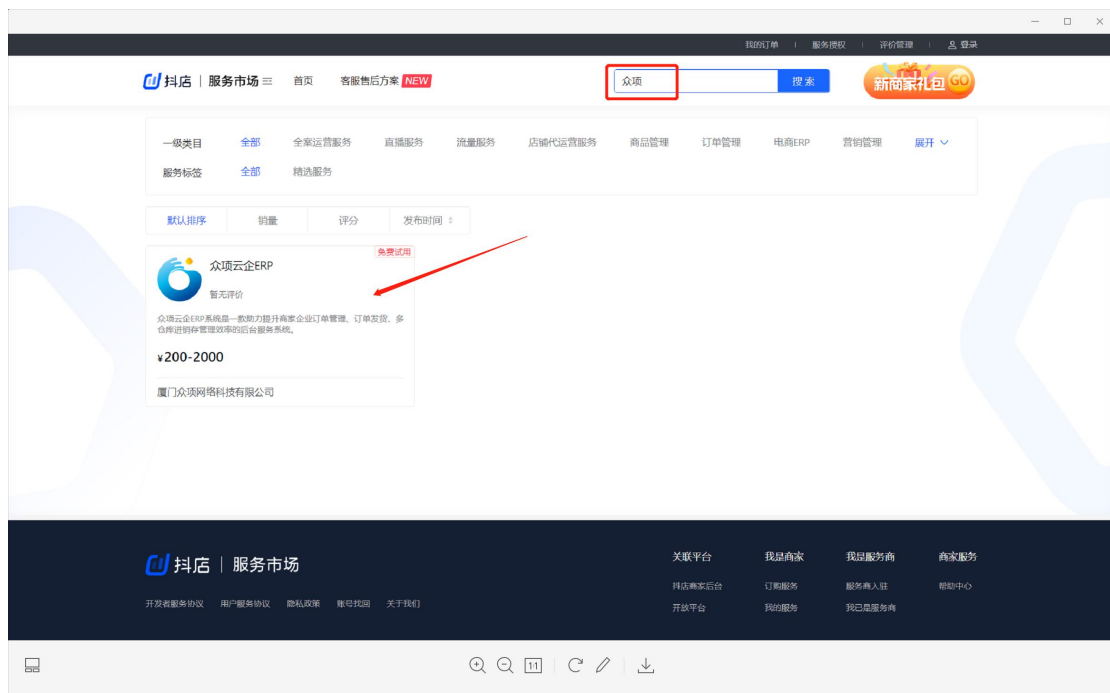 我的订单 | 服务授权 | 评价管理 | 登录
抖店 | 服务市场 首页 客服售后方案 NEW 众项 搜索 新商家礼包 GO
一级类目 全部 全案运营服务 直播服务 流量服务 店铺代运营服务 商品管理 订单管理 电商ERP 营销管理 展开
服务标签 全部 精选服务
默认排序 销量 评分 发布时间
免费试用
众项云企ERP
暂无评价
众项云企ERP系统是一款助力提升商家企业订单管理、订单发货、多
仓库进销存管理效率的后台服务系统。
¥200-2000
厦门众项网络科技有限公司
抖店 | 服务市场
开发者服务协议 用户服务协议 隐私政策 账号找回 关于我们
关联平台 我是商家 我是服务商 商家服务
抖店商家后台 订购服务 服务商入驻 帮助中心
开放平台 我的服务 我已是服务商
1:1